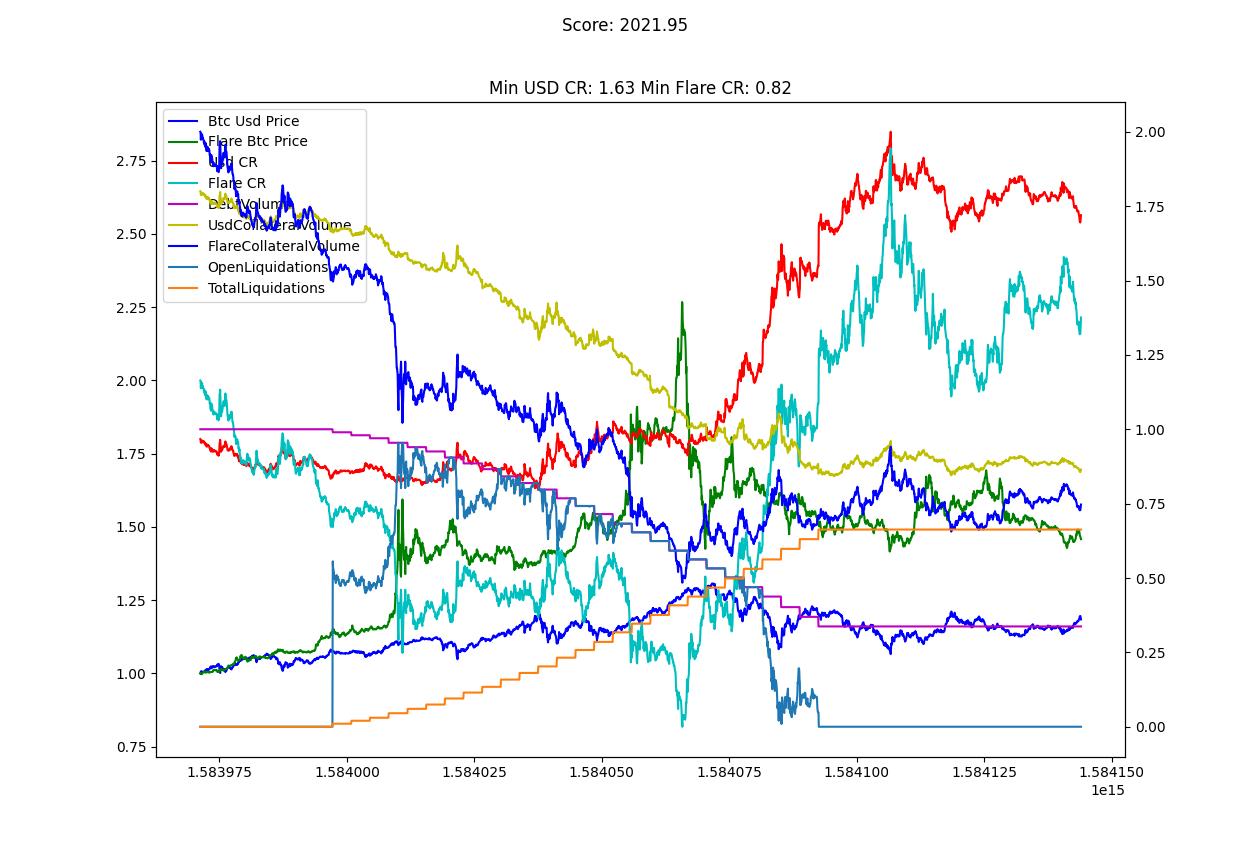 Score: 2021.95
Min USD CR: 1.63 Min Flare CR: 0.82
Btc Usd Price
Flare Btc Price
Usd CR
Flare CR
DebtVolume
UsdCollateralVolume
FlareCollateralVolume
OpenLiquidations
TotalLiquidations
2.75
2.50
2.25
2.00
1.75
1.50
1.25
1.00
0.75
2.00
1.75
1.50
1.25
1.00
0.75
0.50
0.25
0.00
1.583975
1.584000
1.584025
1.584050
1.584075
1.584100
1.584125
1.584150
1e15